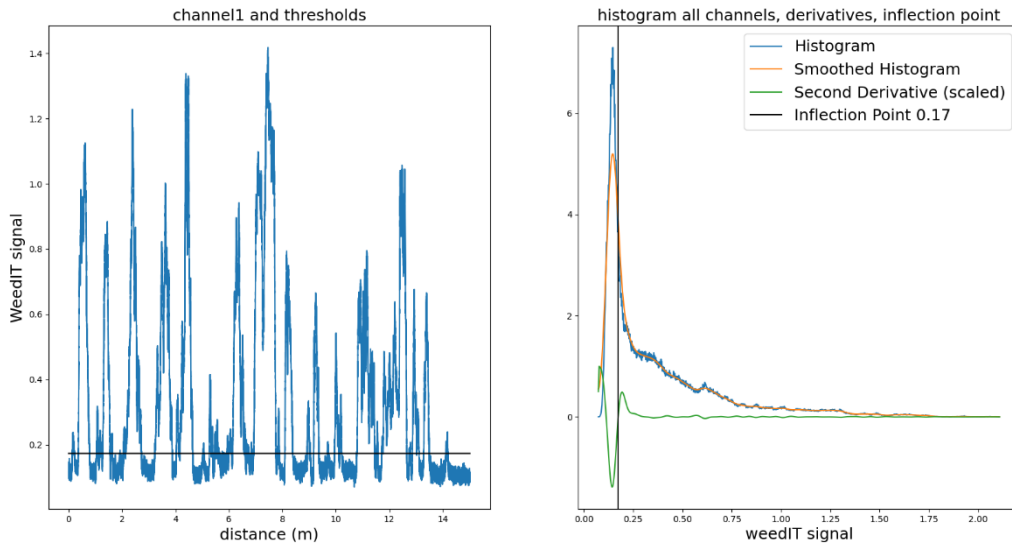 channel1 and thresholds
WeedIT signal
1.4
1.2
1.0
0.8
0.6
0.4
0.2
0 2 4 6 8 10 12 14
distance (m)
histogram all channels, derivatives, inflection point
Histogram
Smoothed Histogram
Second Derivative (scaled)
Inflection Point 0.17
6
4
2
0
0.00 0.25 0.50 0.75 1.00 1.25 1.50 1.75 2.00
weedIT signal